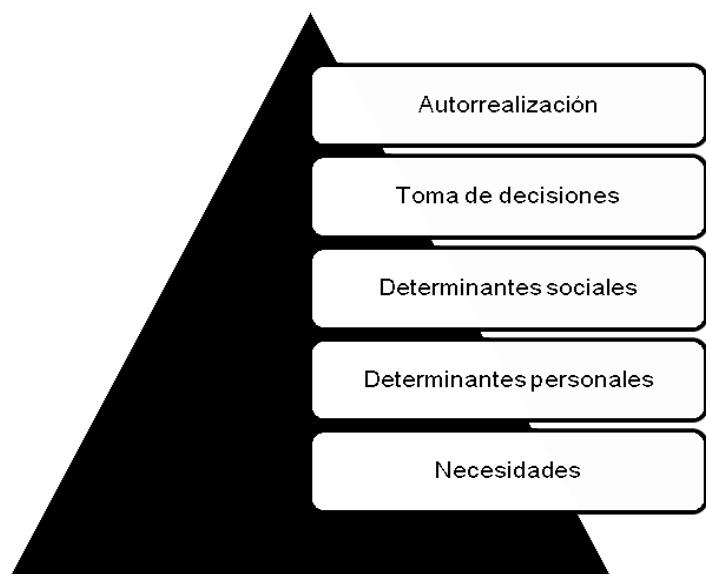 Autorrealización
Toma de decisiones
Determinantes sociales
Determinantes personales
Necesidades